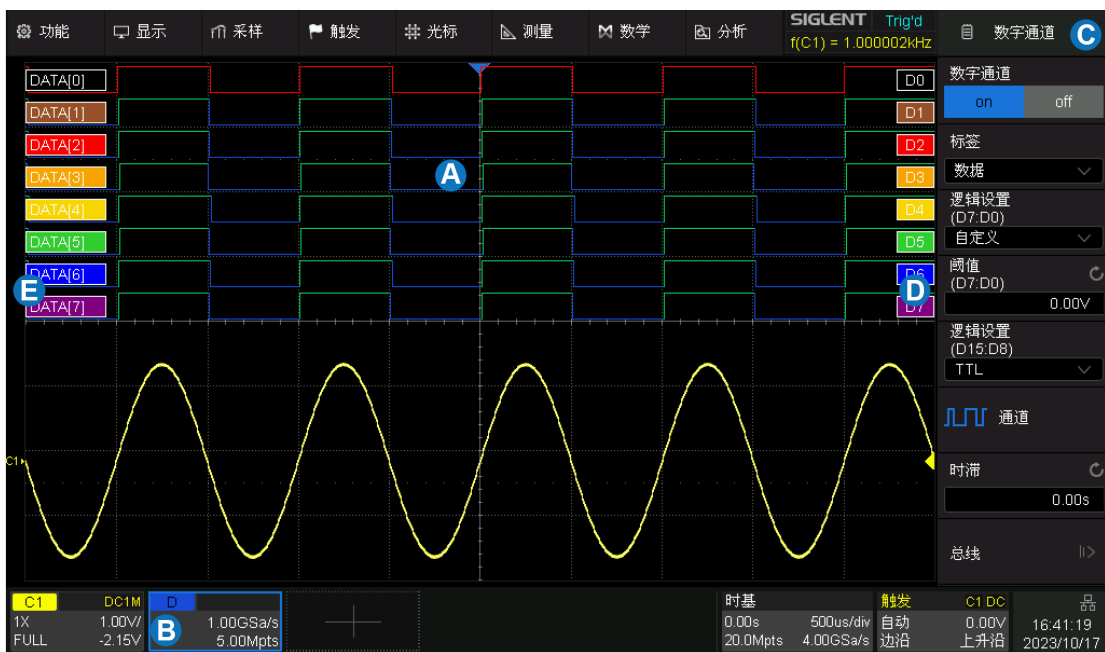 功能 显示 采样 触发 光标 测量 数学 分析
SIGLENT Trig'd
f(C1) = 1.000002kHz
数字通道 C
数字通道
on off
标签
数据
逻辑设置
(D7:D0)
自定义
阈值
(D7:D0)
0.00V
逻辑设置
(D15:D8)
TTL
通道
时滞
0.00s
总线
DATA[0] D0
DATA[1] D1
DATA[2] D2
DATA[3] D3
A
DATA[4] D4
DATA[5] D5
DATA[6] D6
E D
DATA[7] D7
C1
C1 DC1M
1X 1.00V/
FULL -2.15V
D
B
1.00GSa/s
5.00Mpts
时基
0.00s 500us/div
20.0Mpts 4.00GSa/s
触发 C1 DC
自动 0.00V
边沿 上升沿
16:41:19
2023/10/17